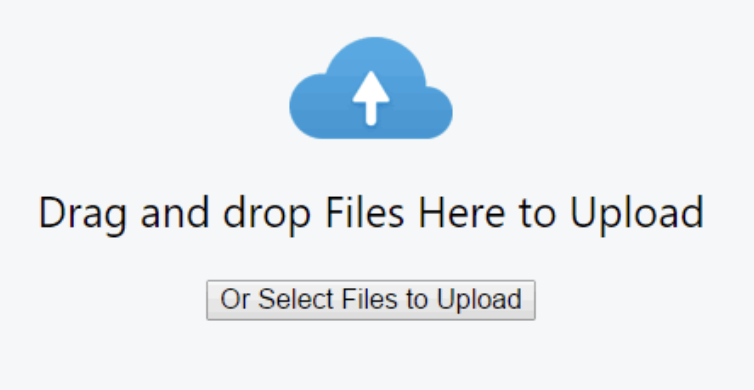 Drag and drop Files Here to Upload
Or Select Files to Upload